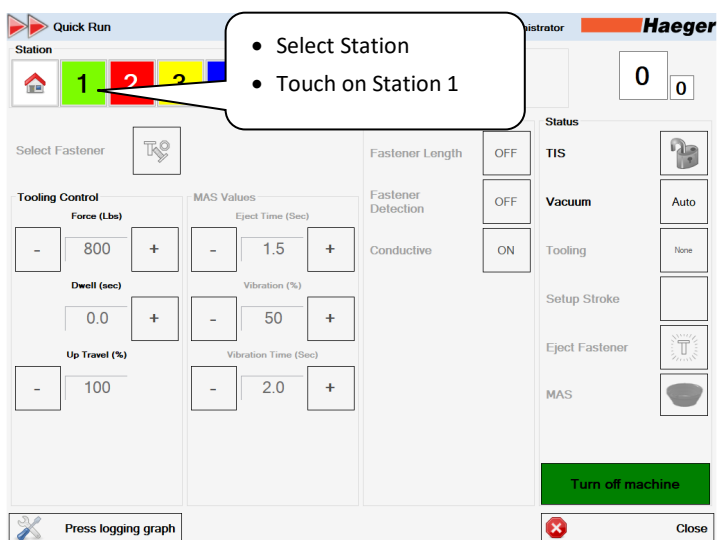 Quick Run
Haeger
Station
• Select Station
• Touch on Station 1
1
2
0
0
Select Fastener
Fastener Length
OFF
Status
TIS
Tooling Control
MAS Values
Fastener
Detection
OFF
Vacuum
Auto
Force (Lbs)
-
800
+
Eject Time (Sec)
-
1.5
+
Conductive
ON
Tooling
None
Dwell (sec)
0.0
+
Vibration (%)
-
50
+
Setup Stroke
Up Travel (%)
-
100
Vibration Time (Sec)
-
2.0
+
Eject Fastener
MAS
Turn off machine
Press logging graph
Close